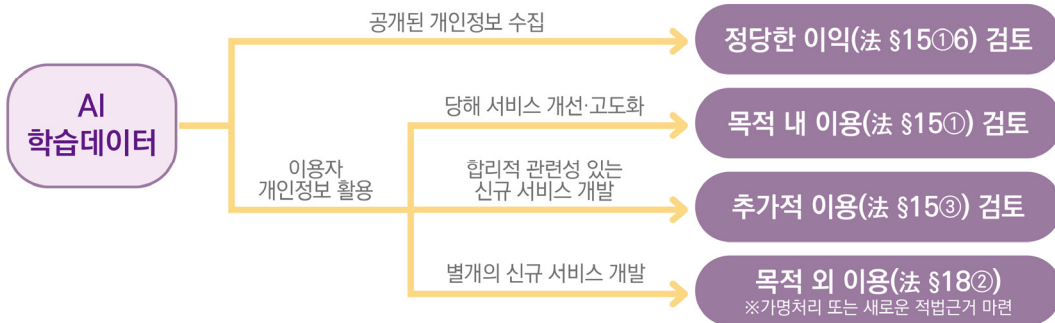 공개된 개인정보 수집
정당한 이익(法 §15①6) 검토
AI
학습데이터
당해 서비스 개선·고도화
목적 내 이용(法 §15①) 검토
이용자
개인정보 활용
합리적 관련성 있는
신규 서비스 개발
추가적 이용(法 §15③) 검토
별개의 신규 서비스 개발
목적 외 이용(法 §18②)
※가명처리 또는 새로운 적법근거 마련